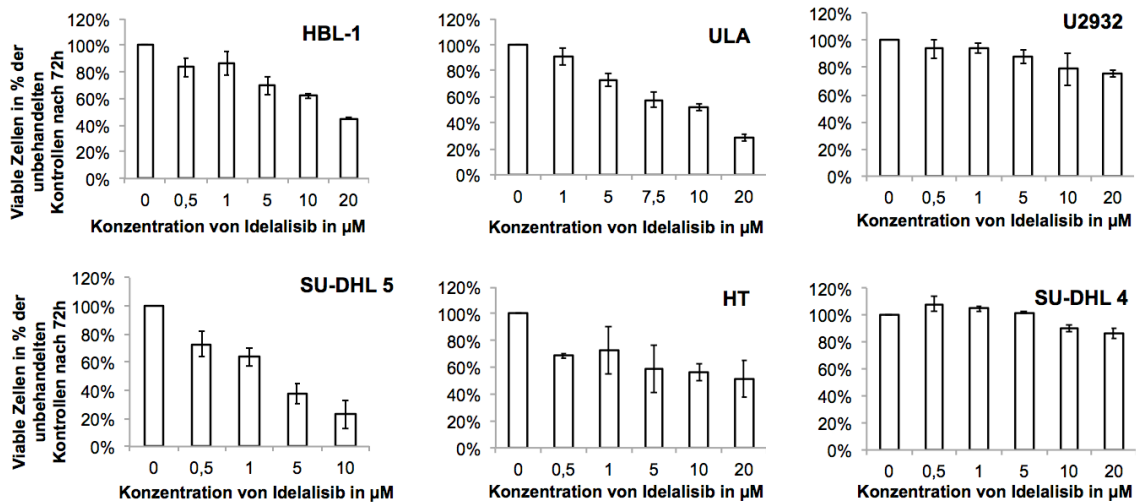 Viable Zellen in % der
unbehandelten
Kontrollen nach 72h
HBL-1
120%
100%
80%
60%
40%
20%
0%
0 0,5 1 5 10 20
Konzentration von Idelalisib in µM
ULA
120%
100%
80%
60%
40%
20%
0%
0 1 5 7,5 10 20
Konzentration von Idelalisib in µM
U2932
120%
100%
80%
60%
40%
20%
0%
0 0,5 1 5 10 20
Konzentration von Idelalisib in µM
Viable Zellen in % der
unbehandelten
Kontrollen nach 72h
SU-DHL 5
120%
100%
80%
60%
40%
20%
0%
0 0,5 1 5 10
Konzentration von Idelalisib in µM
HT
120%
100%
80%
60%
40%
20%
0%
0 0,5 1 5 10 20
Konzentration von Idelalisib in µM
SU-DHL 4
120%
100%
80%
60%
40%
20%
0%
0 0,5 1 5 10 20
Konzentration von Idelalisib in µM